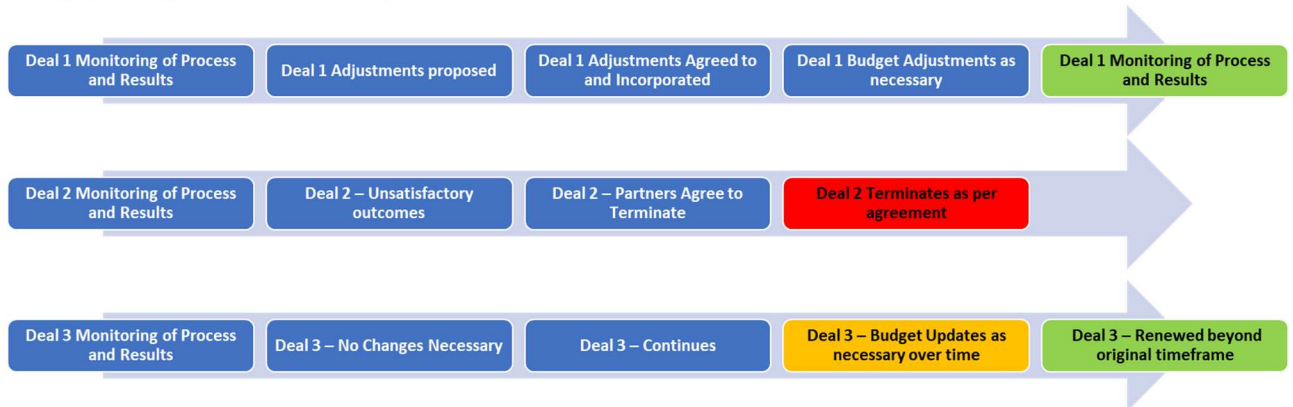 Deal 1 Monitoring of Process
and Results
Deal 1 Adjustments proposed
Deal 1 Adjustments Agreed to
and Incorporated
Deal 1 Budget Adjustments as
necessary
Deal 1 Monitoring of Process
and Results
Deal 2 Monitoring of Process
and Results
Deal 2 – Unsatisfactory
outcomes
Deal 2 – Partners Agree to
Terminate
Deal 2 Terminates as per
agreement
Deal 3 Monitoring of Process
and Results
Deal 3 – No Changes Necessary
Deal 3 – Continues
Deal 3 – Budget Updates as
necessary over time
Deal 3 – Renewed beyond
original timeframe